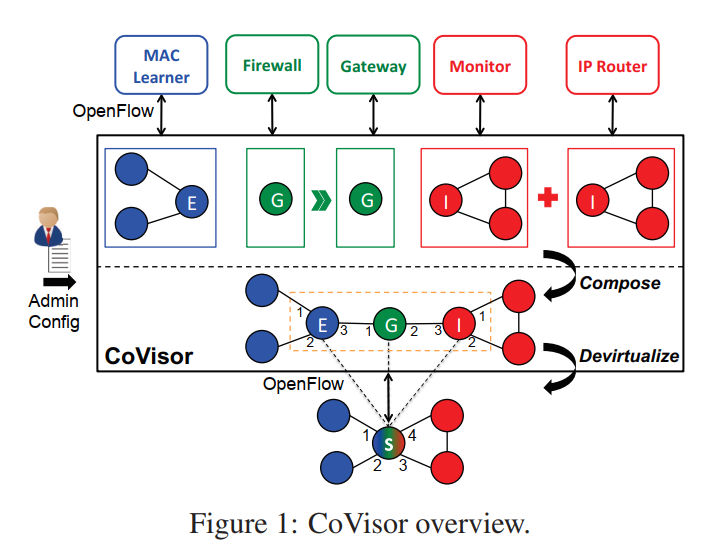 MAC
Learner
Firewall
Gateway
Monitor
IP Router
OpenFlow
E
G
G
I
I
Admin
Config
Compose
1
2
E
3
1
G
2
3
I
1
2
CoVisor
Devirtualize
OpenFlow
1
2
S
4
3
Figure 1: CoVisor overview.